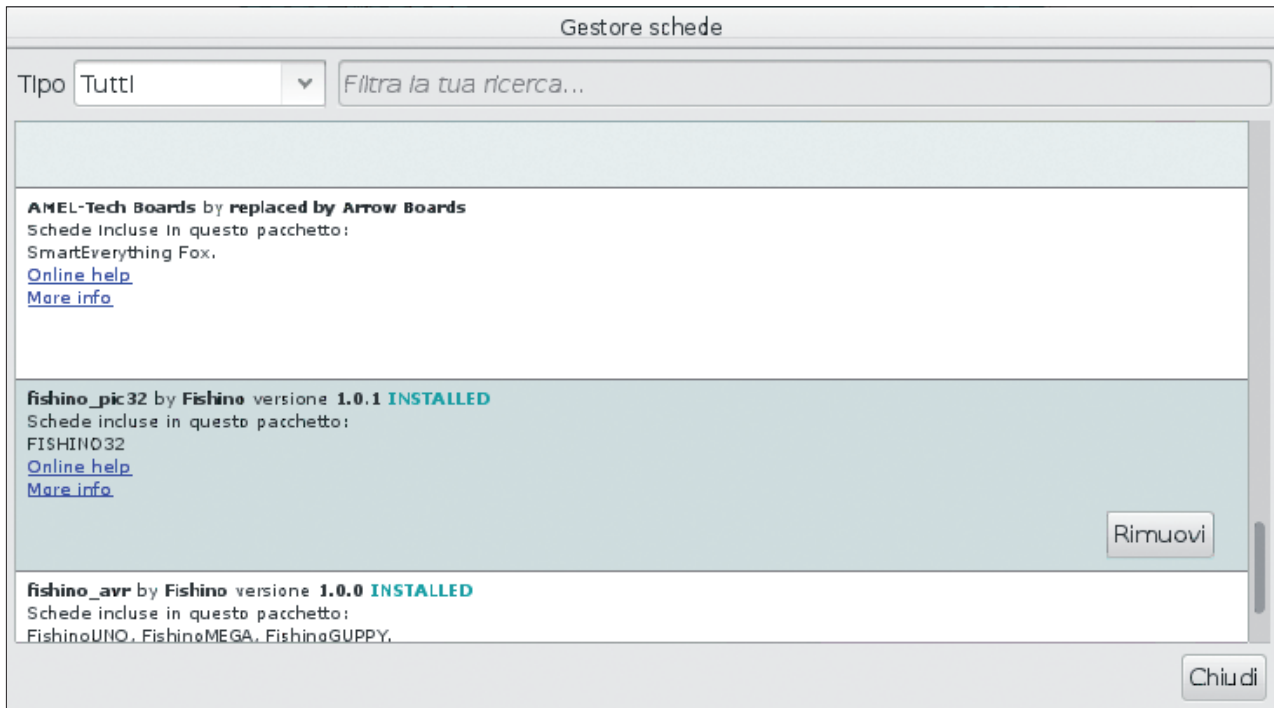 Gestore schede
Tipo Tutti Filtra la tua ricerca...
AMEL-Tech Boards by replaced by Arrow Boards
Schede incluse in questo pacchetto:
SmartEverything Fox.
Online help
More info
fishino_pic32 by Fishino versione 1.0.1 INSTALLED
Schede incluse in questo pacchetto:
FISHINO32
Online help
More info
Rimuovi
fishino_avr by Fishino versione 1.0.0 INSTALLED
Schede incluse in questo pacchetto:
FishinoUNO, FishinoMEGA, FishinoGUPPY.
Chiudi